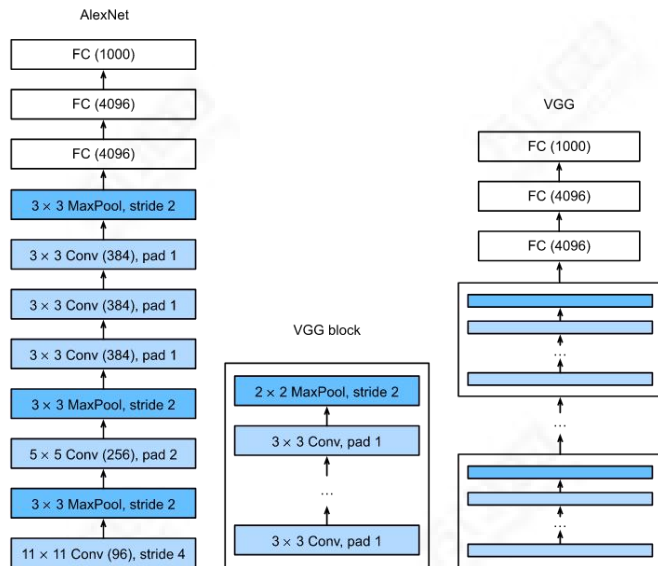 AlexNet
FC (1000)
FC (4096)
FC (4096)
3 × 3 MaxPool, stride 2
3 × 3 Conv (384), pad 1
3 × 3 Conv (384), pad 1
3 × 3 Conv (384), pad 1
3 × 3 MaxPool, stride 2
5 × 5 Conv (256), pad 2
3 × 3 MaxPool, stride 2
11 × 11 Conv (96), stride 4
VGG block
2 × 2 MaxPool, stride 2
3 × 3 Conv, pad 1
...
3 × 3 Conv, pad 1
VGG
FC (1000)
FC (4096)
FC (4096)
...
...
...